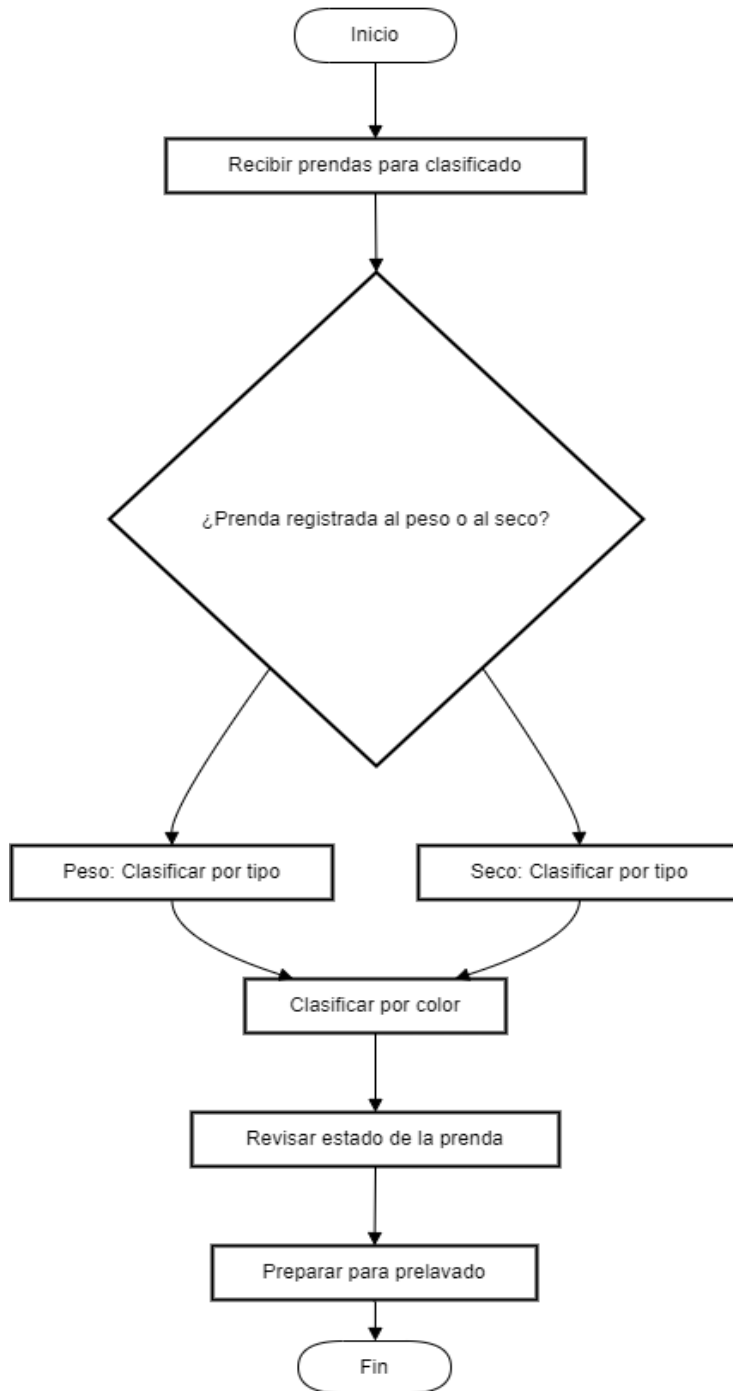 Inicio
Recibir prendas para clasificado
¿Prenda registrada al peso o al seco?
Peso: Clasificar por tipo
Seco: Clasificar por tipo
Clasificar por color
Revisar estado de la prenda
Preparar para prelavado
Fin